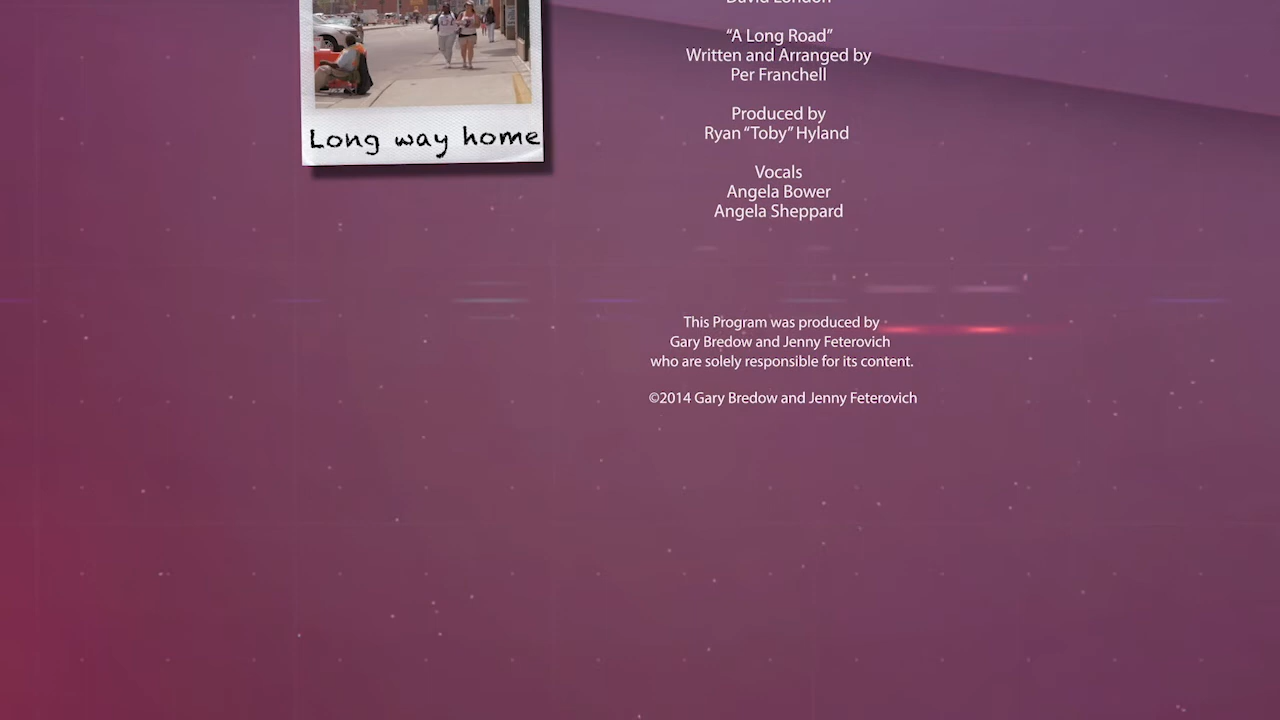 David London
“A Long Road”
Written and Arranged by
Per Franchell
Produced by
Ryan “Toby” Hyland
Vocals
Angela Bower
Angela Sheppard
Long way home
This Program was produced by
Gary Bredow and Jenny Feterovich
who are solely responsible for its content.
©2014 Gary Bredow and Jenny Feterovich